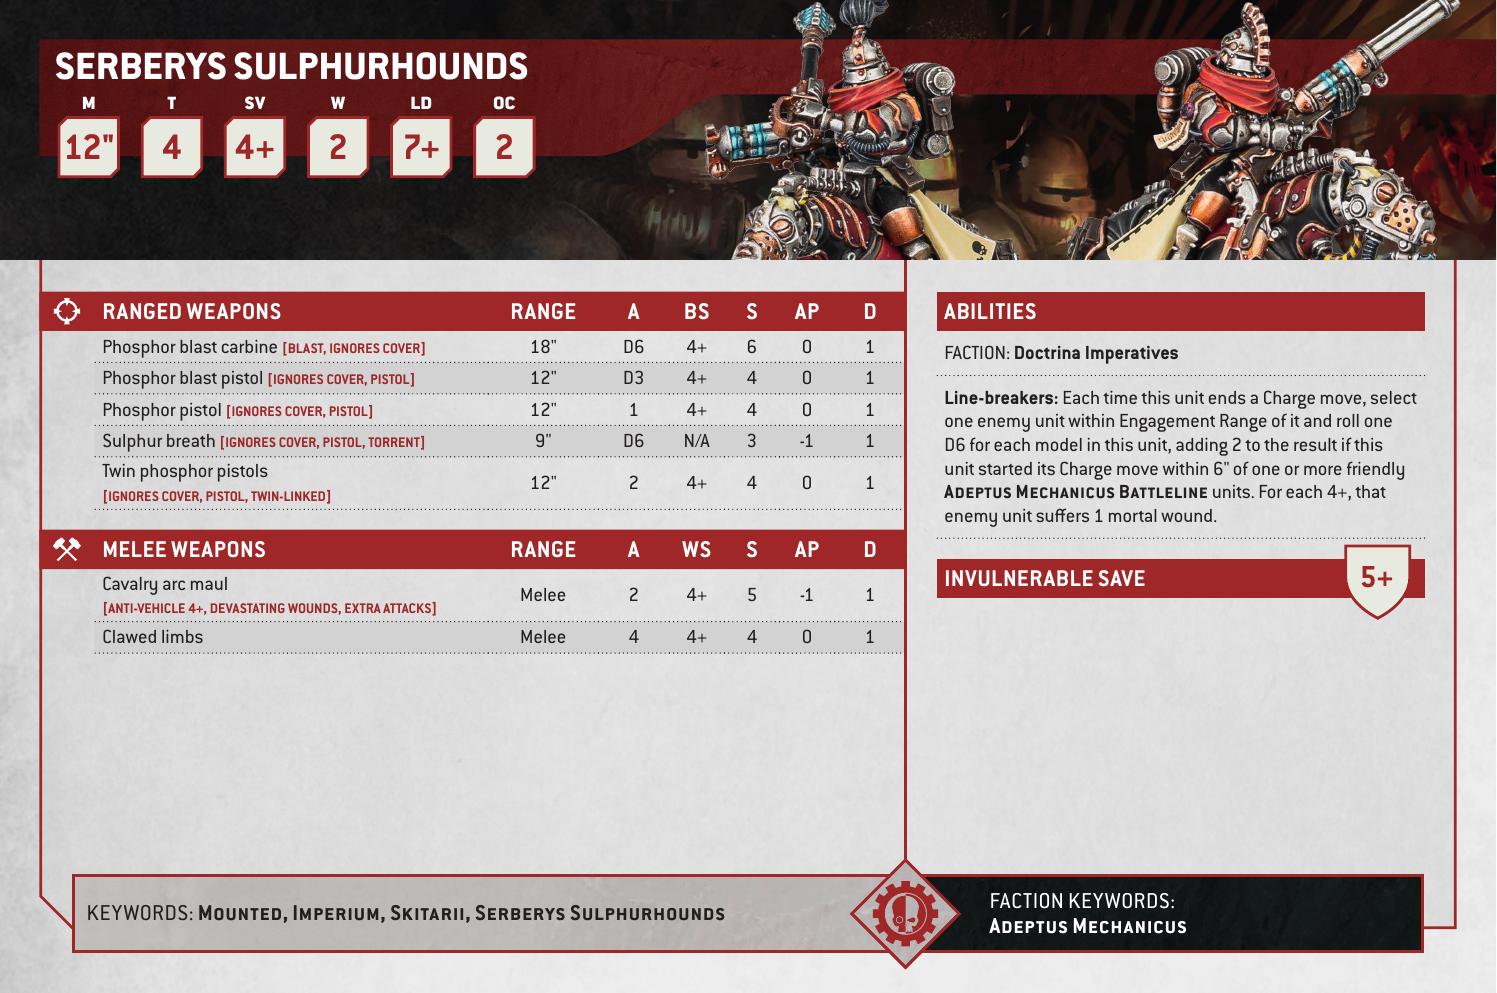 SERBERYS SULPHURHOUNDS
M T SV W LD OC
12" 4 4+ 2 7+ 2
RANGED WEAPONS RANGE A BS S AP D
Phosphor blast carbine [BLAST, IGNORES COVER] 18" D6 4+ 6 0 1
Phosphor blast pistol [IGNORES COVER, PISTOL] 12" D3 4+ 4 0 1
Phosphor pistol [IGNORES COVER, PISTOL] 12" 1 4+ 4 0 1
Sulphur breath [IGNORES COVER, PISTOL, TORRENT] 9" D6 N/A 3 -1 1
Twin phosphor pistols
[IGNORES COVER, PISTOL, TWIN-LINKED] 12" 2 4+ 4 0 1
MELEE WEAPONS RANGE A WS S AP D
Cavalry arc maul
[ANTI-VEHICLE 4+, DEVASTATING WOUNDS, EXTRA ATTACKS] Melee 2 4+ 5 -1 1
Clawed limbs Melee 4 4+ 4 0 1
ABILITIES
FACTION: Doctrina Imperatives
Line-breakers: Each time this unit ends a Charge move, select
one enemy unit within Engagement Range of it and roll one
D6 for each model in this unit, adding 2 to the result if this
unit started its Charge move within 6" of one or more friendly
ADEPTUS MECHANICUS BATTLELINE units. For each 4+, that
enemy unit suffers 1 mortal wound.
INVULNERABLE SAVE 5+
KEYWORDS: MOUNTED, IMPERIUM, SKITARII, SERBERYS SULPHURHOUNDS
FACTION KEYWORDS:
ADEPTUS MECHANICUS